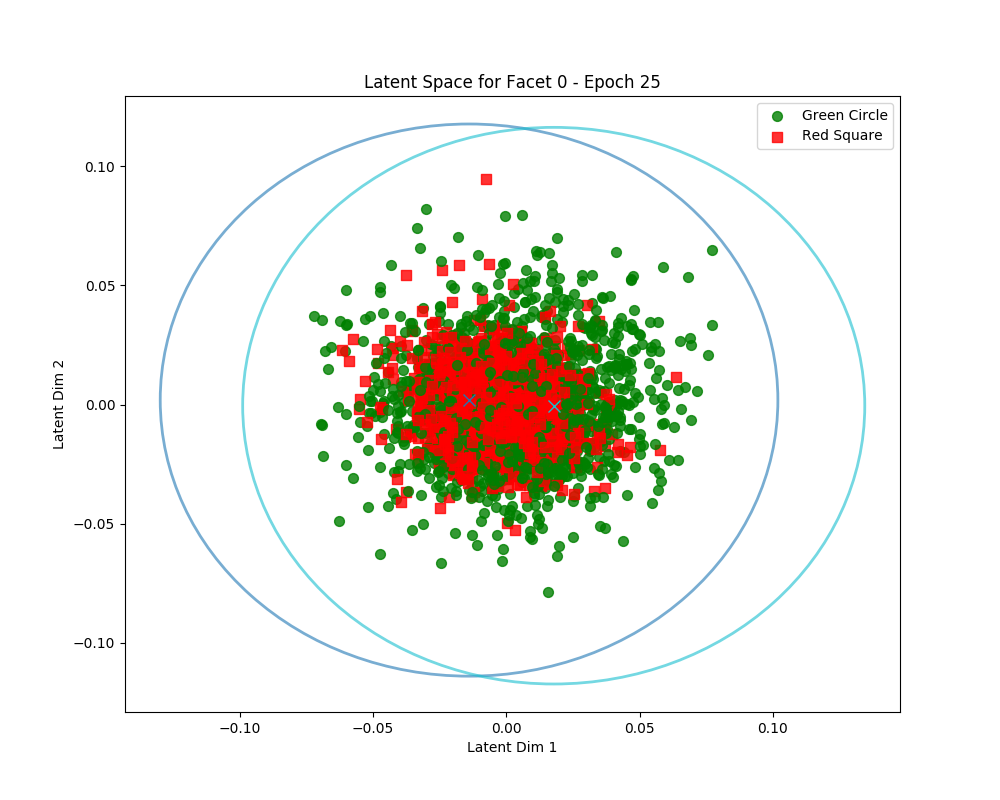 Latent Space for Facet 0 - Epoch 25
Green Circle
Red Square
0.10
0.05
0.00
−0.05
−0.10
Latent Dim 2
−0.10
−0.05
0.00
0.05
0.10
Latent Dim 1